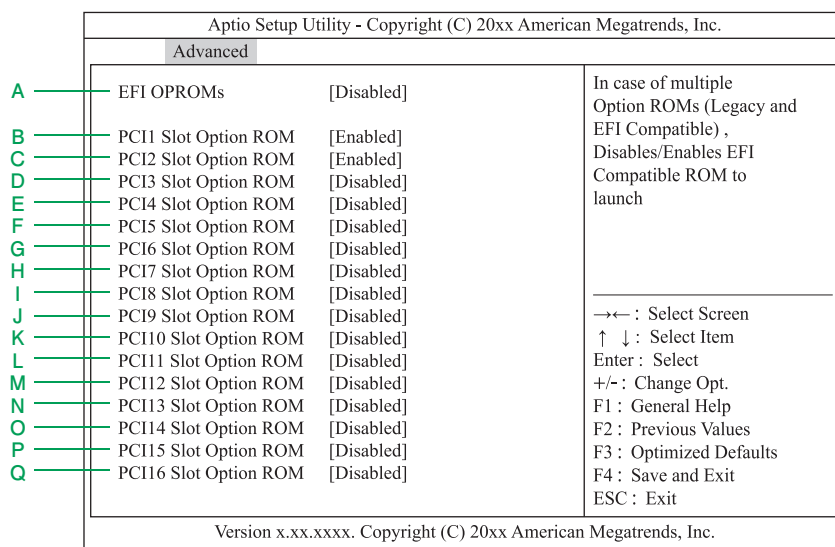 Aptio Setup Utility - Copyright (C) 20xx American Megatrends, Inc.
Advanced
A EFI OPROMs [Disabled]
B PCI1 Slot Option ROM [Enabled]
C PCI2 Slot Option ROM [Enabled]
D PCI3 Slot Option ROM [Disabled]
E PCI4 Slot Option ROM [Disabled]
F PCI5 Slot Option ROM [Disabled]
G PCI6 Slot Option ROM [Disabled]
H PCI7 Slot Option ROM [Disabled]
I PCI8 Slot Option ROM [Disabled]
J PCI9 Slot Option ROM [Disabled]
K PCI10 Slot Option ROM [Disabled]
L PCI11 Slot Option ROM [Disabled]
M PCI12 Slot Option ROM [Disabled]
N PCI13 Slot Option ROM [Disabled]
O PCI14 Slot Option ROM [Disabled]
P PCI15 Slot Option ROM [Disabled]
Q PCI16 Slot Option ROM [Disabled]
In case of multiple
Option ROMs (Legacy and
EFI Compatible) ,
Disables/Enables EFI
Compatible ROM to
launch
→←: Select Screen
↑ ↓: Select Item
Enter : Select
+/-: Change Opt.
F1: General Help
F2: Previous Values
F3: Optimized Defaults
F4: Save and Exit
ESC: Exit
Version x.xx.xxxx. Copyright (C) 20xx American Megatrends, Inc.